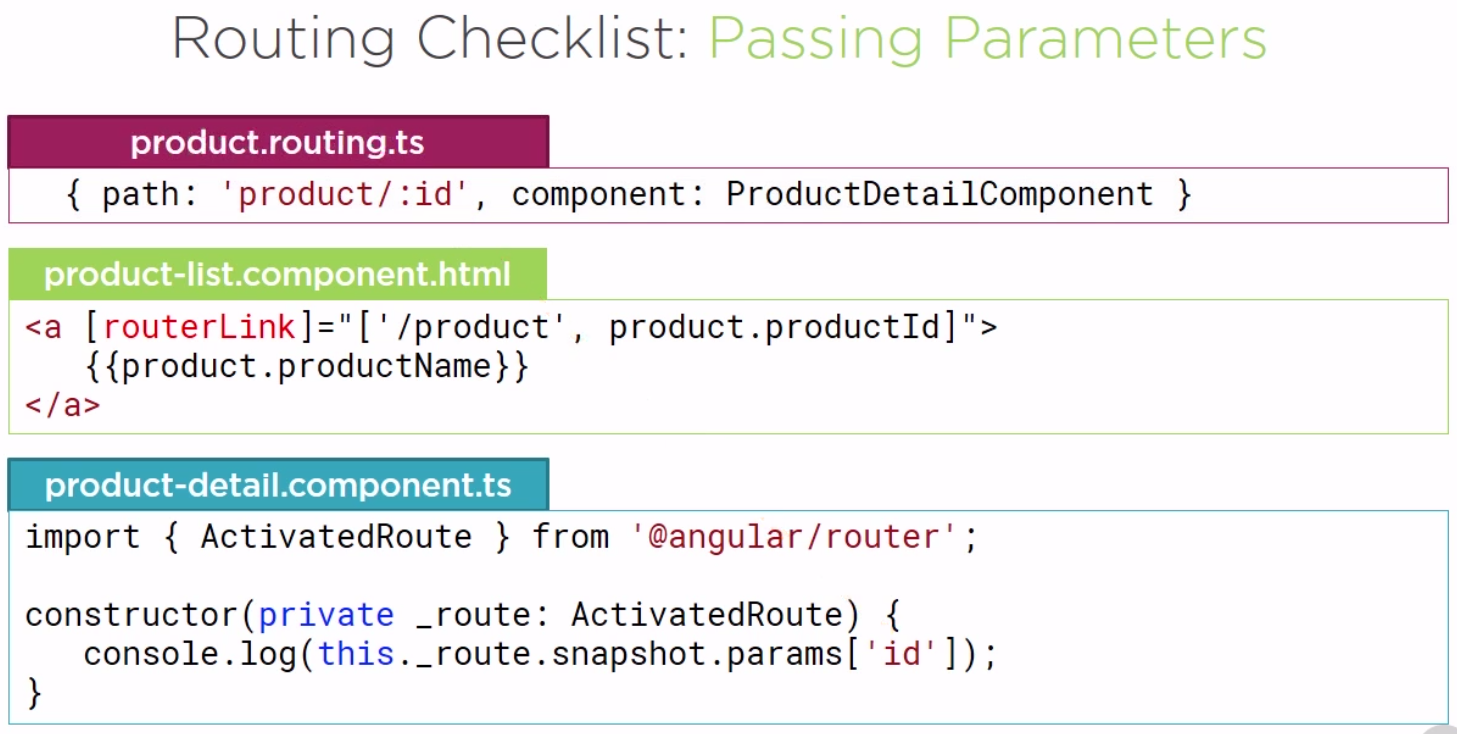 Routing Checklist: Passing Parameters
product.routing.ts
{ path: 'product/:id', component: ProductDetailComponent }
product-list.component.html
<a [routerLink]="['/product', product.productId]">
{{product.productName}}
</a>
product-detail.component.ts
import { ActivatedRoute } from '@angular/router';
constructor(private _route: ActivatedRoute) {
console.log(this._route.snapshot.params['id']);
}